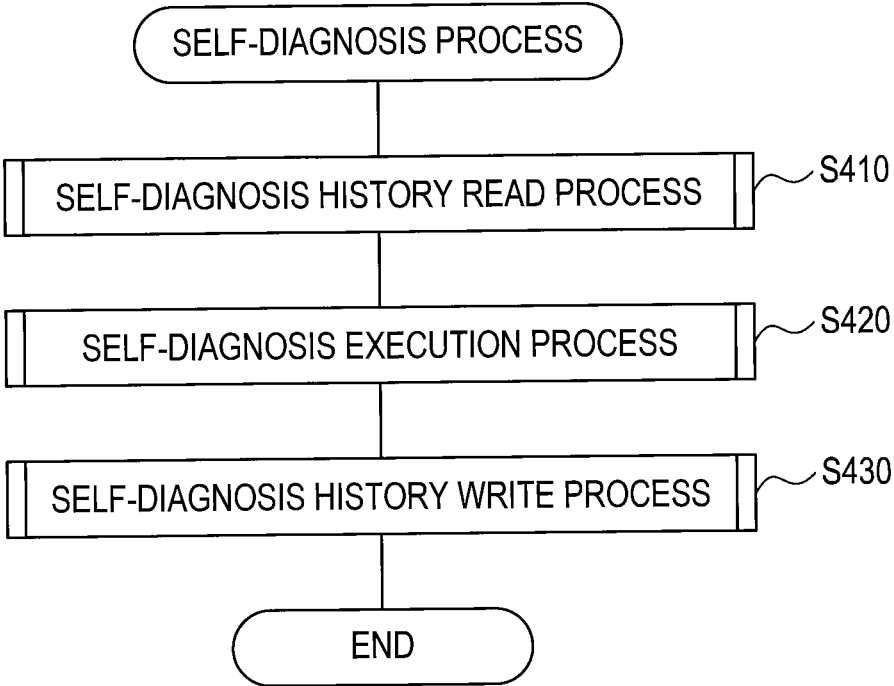 SELF-DIAGNOSIS PROCESS
SELF-DIAGNOSIS HISTORY READ PROCESS
S410
SELF-DIAGNOSIS EXECUTION PROCESS
S420
SELF-DIAGNOSIS HISTORY WRITE PROCESS
S430
END